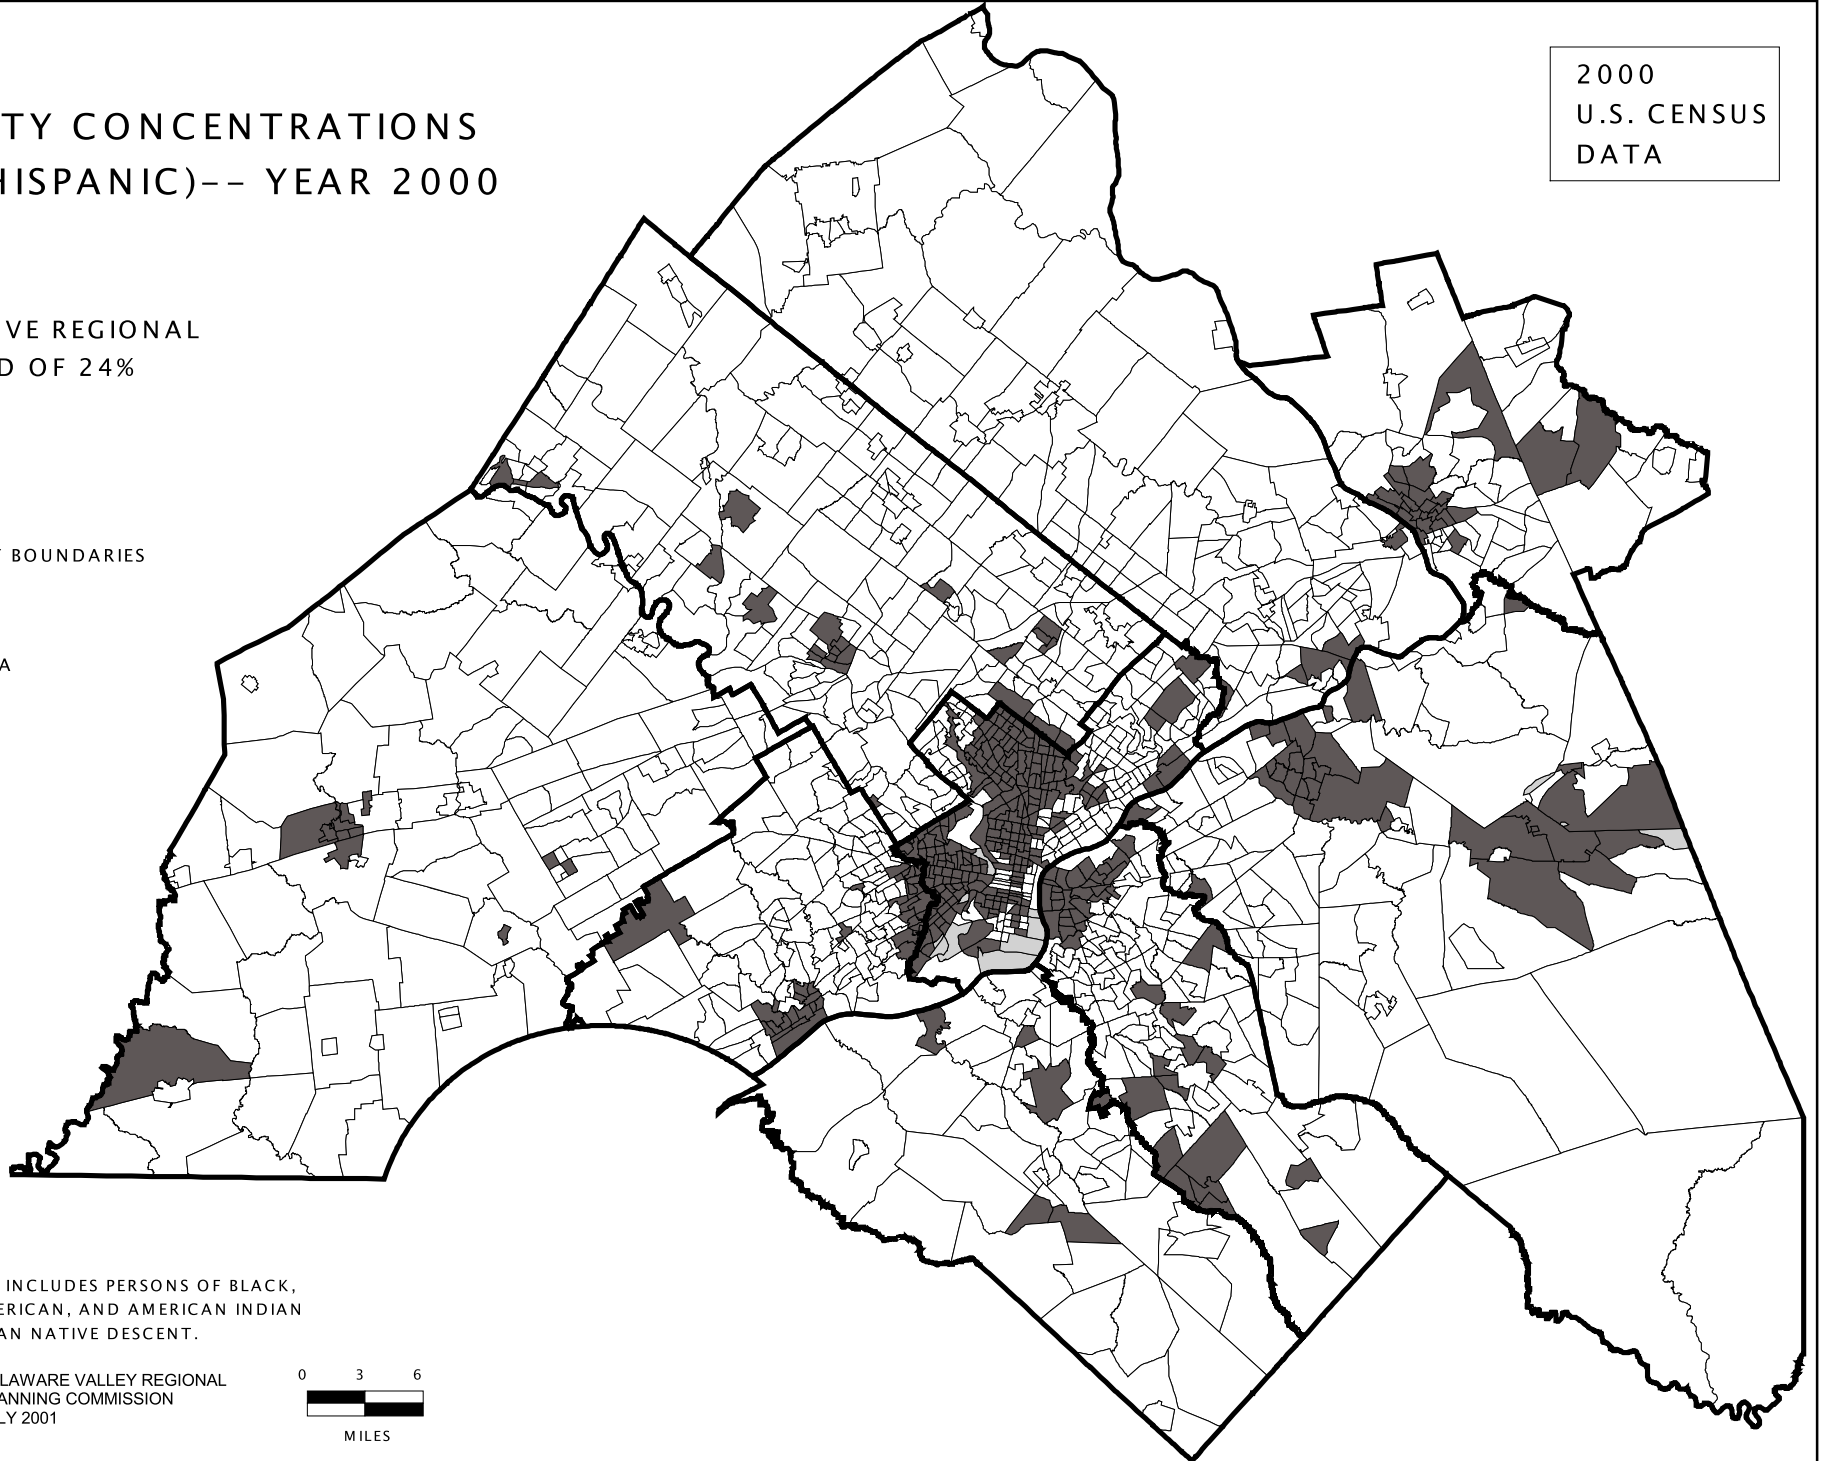 TY CONCENTRATIONS
HISPANIC)-- YEAR 2000
2000
U.S. CENSUS
DATA
VE REGIONAL
D OF 24%
BOUNDARIES
A
INCLUDES PERSONS OF BLACK,
ERICAN, AND AMERICAN INDIAN
AN NATIVE DESCENT.
LAWARE VALLEY REGIONAL
ANNING COMMISSION
LY 2001
0 3 6
MILES